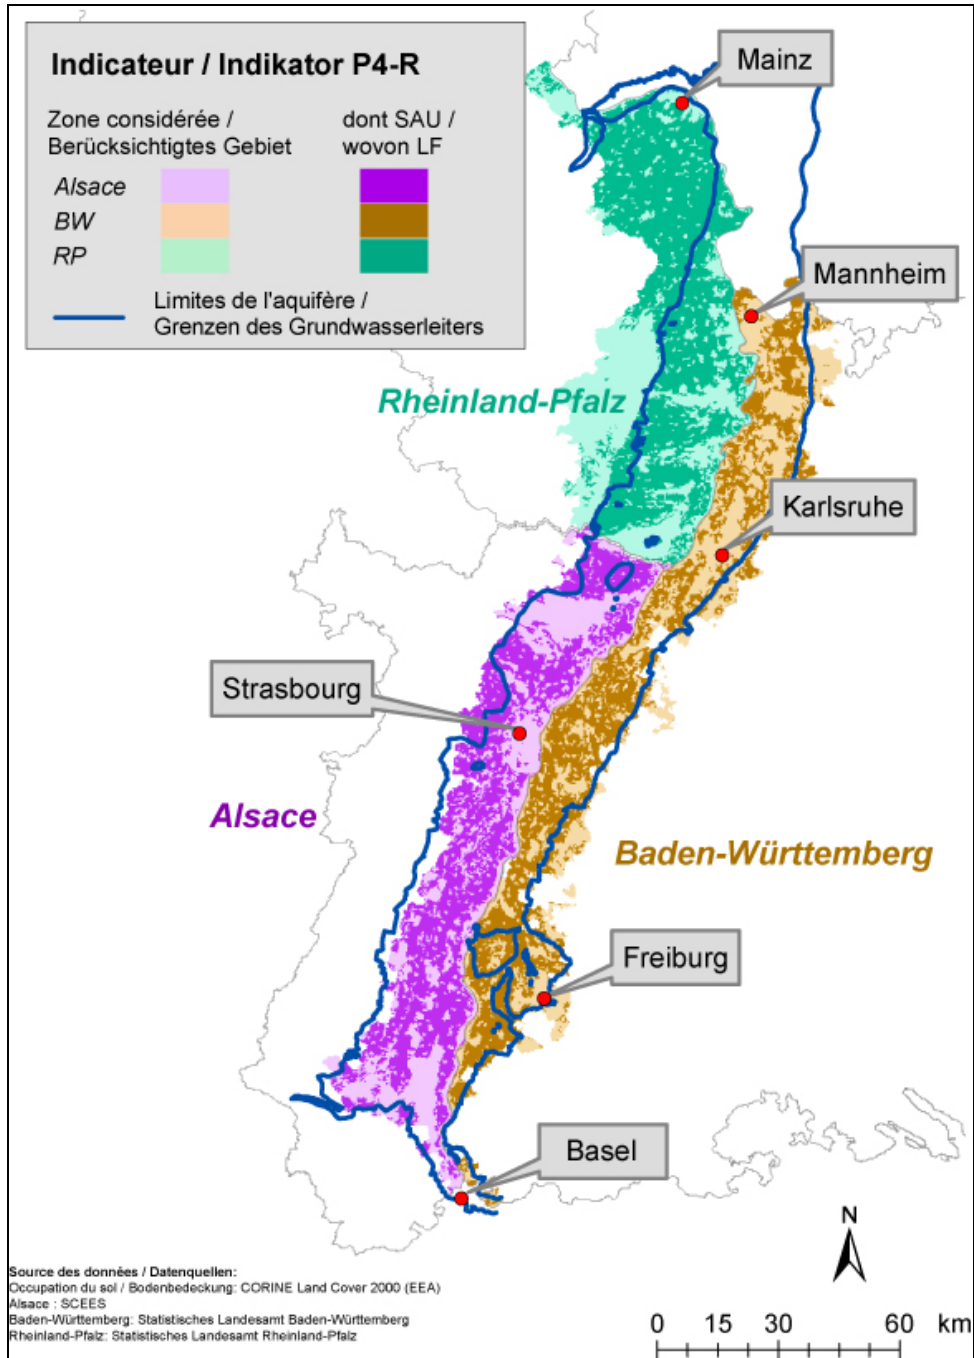 Indicateur / Indikator P4-R
Zone considérée /
Berücksichtigtes Gebiet
dont SAU /
wovon LF
Alsace
BW
RP
Limites de l'aquifère /
Grenzen des Grundwasserleiters
Mainz
Mannheim
Rheinland-Pfalz
Karlsruhe
Strasbourg
Alsace
Baden-Württemberg
Freiburg
Basel
N
Source des données / Datenquellen:
Occupation du sol / Bodenbedeckung: CORINE Land Cover 2000 (EEA)
Alsace : SCEES
Baden-Württemberg: Statistisches Landesamt Baden-Württemberg
Rheinland-Pfalz: Statistisches Landesamt Rheinland-Pfalz
0 15 30 60 km